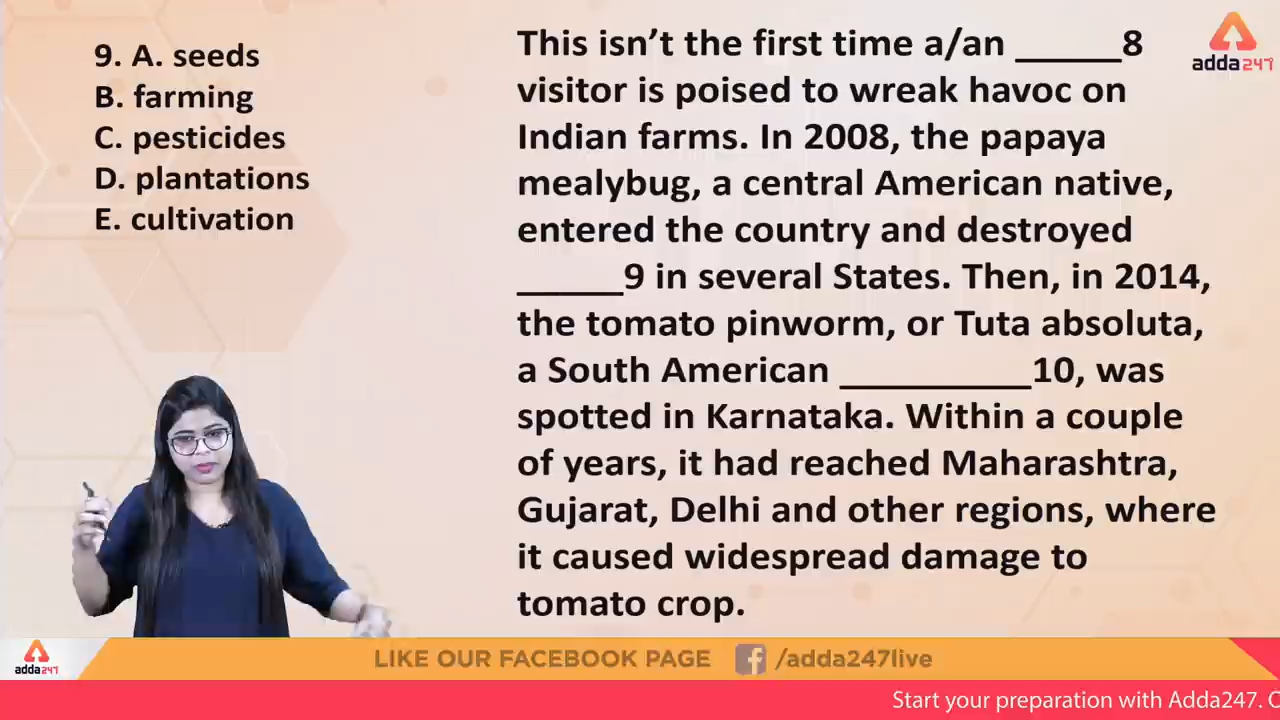 9. A. seeds
B. farming
C. pesticides
D. plantations
E. cultivation
This isn’t the first time a/an ______8
visitor is poised to wreak havoc on
Indian farms. In 2008, the papaya
mealybug, a central American native,
entered the country and destroyed
______9 in several States. Then, in 2014,
the tomato pinworm, or Tuta absoluta,
a South American ___________10, was
spotted in Karnataka. Within a couple
of years, it had reached Maharashtra,
Gujarat, Delhi and other regions, where
it caused widespread damage to
tomato crop.
adda247
adda247
LIKE OUR FACEBOOK PAGE f /adda247live
Start your preparation with Adda247.